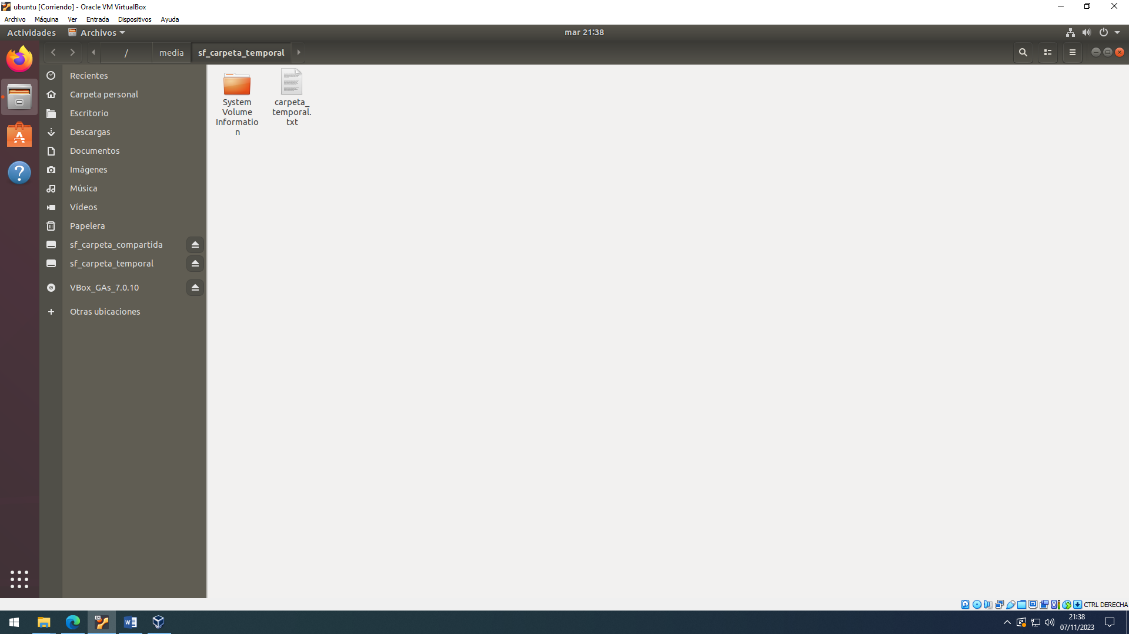 ubuntu [Corriendo] - Oracle VM VirtualBox
Archivo Máquina Ver Entrada Dispositivos Ayuda
Actividades Archivos mar 21:38
/ media sf_carpeta_temporal
Recientes
Carpeta personal
Escritorio
Descargas
Documentos
Imágenes
Música
Vídeos
Papelera
sf_carpeta_compartida
sf_carpeta_temporal
VBox_GAs_7.0.10
Otras ubicaciones
System
Volume
Informatio
n
carpeta_
temporal.
txt
CTRL DERECHA
21:38
07/11/2023